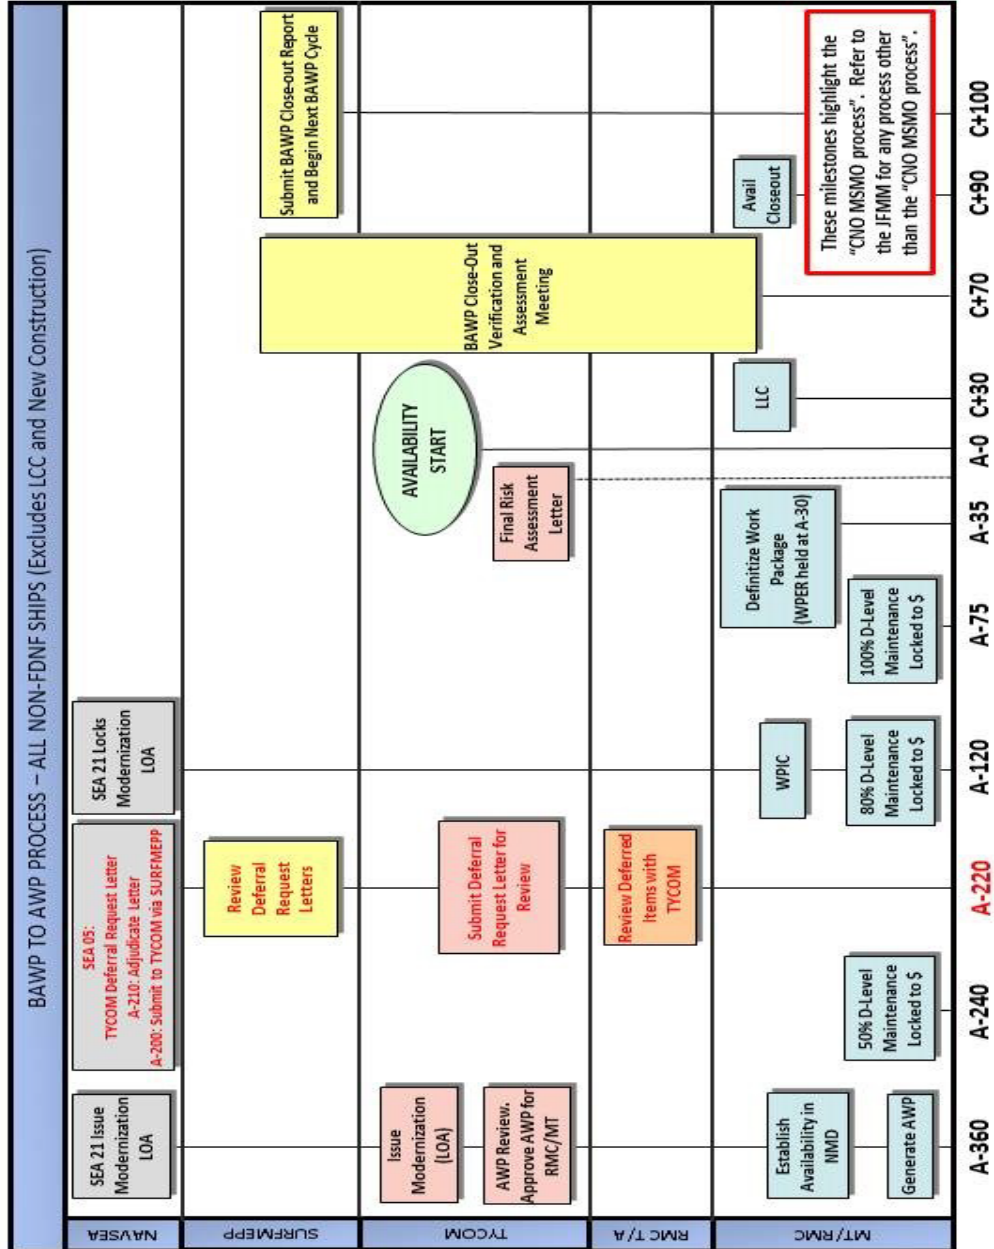 BAWP TO AWP PROCESS – ALL NON-FDNF SHIPS (Excludes LCC and New Construction)
NAVSEA
SEA 21 Issue
Modernization
LOA
SEA 05:
TYCOM Deferral Request Letter
A-210: Adjudicate Letter
A-200: Submit to TYCOM via SURFMEPP
SEA 21 Locks
Modernization
LOA
SURFMEPP
Review
Deferral
Request
Letters
Submit BAWP Close-out Report
and Begin Next BAWP Cycle
TYCOM
Issue
Modernization
(LOA)
AWP Review.
Approve AWP for
RMC/MT
Submit Deferral
Request Letter for
Review
Final Risk
Assessment
Letter
AVAILABILITY
START
BAWP Close-Out
Verification and
Assessment
Meeting
RMC T/A
Review Deferred
Items with
TYCOM
MT/RMC
Establish
Availability in
NMD
Generate AWP
50% D-Level
Maintenance
Locked to $
WPIC
80% D-Level
Maintenance
Locked to $
Definitize Work
Package
(WPER held at A-30)
100% D-Level
Maintenance
Locked to $
LLC
Avail
Closeout
These milestones highlight the
“CNO MSMO process”. Refer to
the JFMM for any process other
than the “CNO MSMO process”.
A-360
A-240
A-220
A-120
A-75
A-35
A-0
C+30
C+70
C+90
C+100